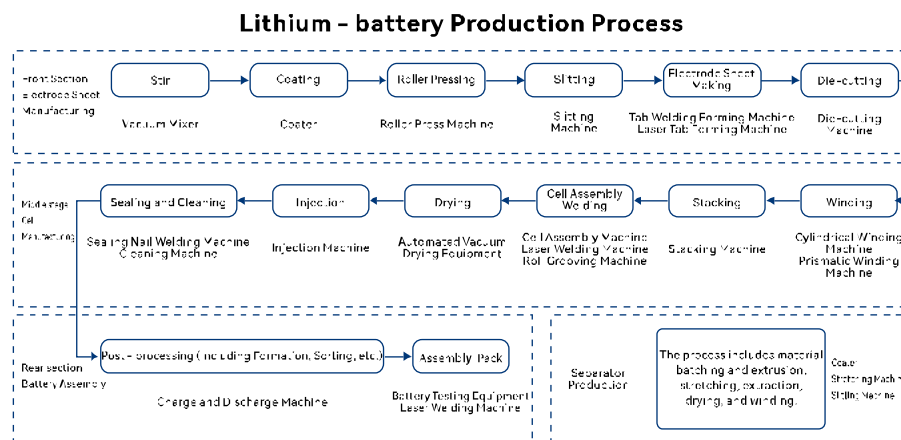 Lithium – battery Production Process
Front Section
Electrode Sheet
Manufacturing
Stir
Coating
Roller Pressing
Slitting
Electrode Sheet
Making
Die-cutting
Vacuum Mixer
Coater
Roller Press Machine
Slitting
Machine
Tab Welding Forming Machine
Laser Tab Forming Machine
Die-cutting
Machine
Middle stage
Cell
Manufacturing
Sealing and Cleaning
Injection
Drying
Cell Assembly
Welding
Stacking
Winding
Sealing Nail Welding Machine
Cleaning Machine
Injection Machine
Automated Vacuum
Drying Equipment
Cell Assembly Machine
Laser Welding Machine
Roll Grooving Machine
Stacking Machine
Cylindrical Winding
Machine
Prismatic Winding
Machine
Rear section
Battery Assembly
Post – processing (Including Formation, Sorting, etc.)
Assembly Pack
Charge and Discharge Machine
Battery Testing Equipment
Laser Welding Machine
Separator
Production
The process includes material
batching and extrusion,
stretching, extraction,
drying, and winding.
Coater
Stretching Machin
Slitting Machine